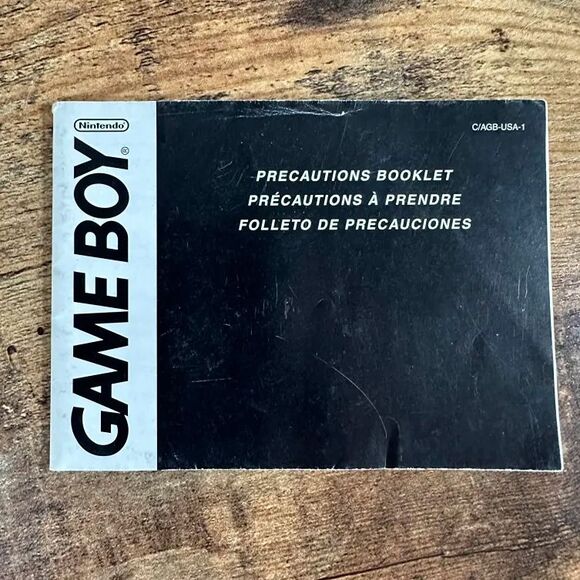 Nintendo
GAME BOY®
C/AGB-USA-1
PRECAUTIONS BOOKLET
PRÉCAUTIONS À PRENDRE
FOLLETO DE PRECAUCIONES